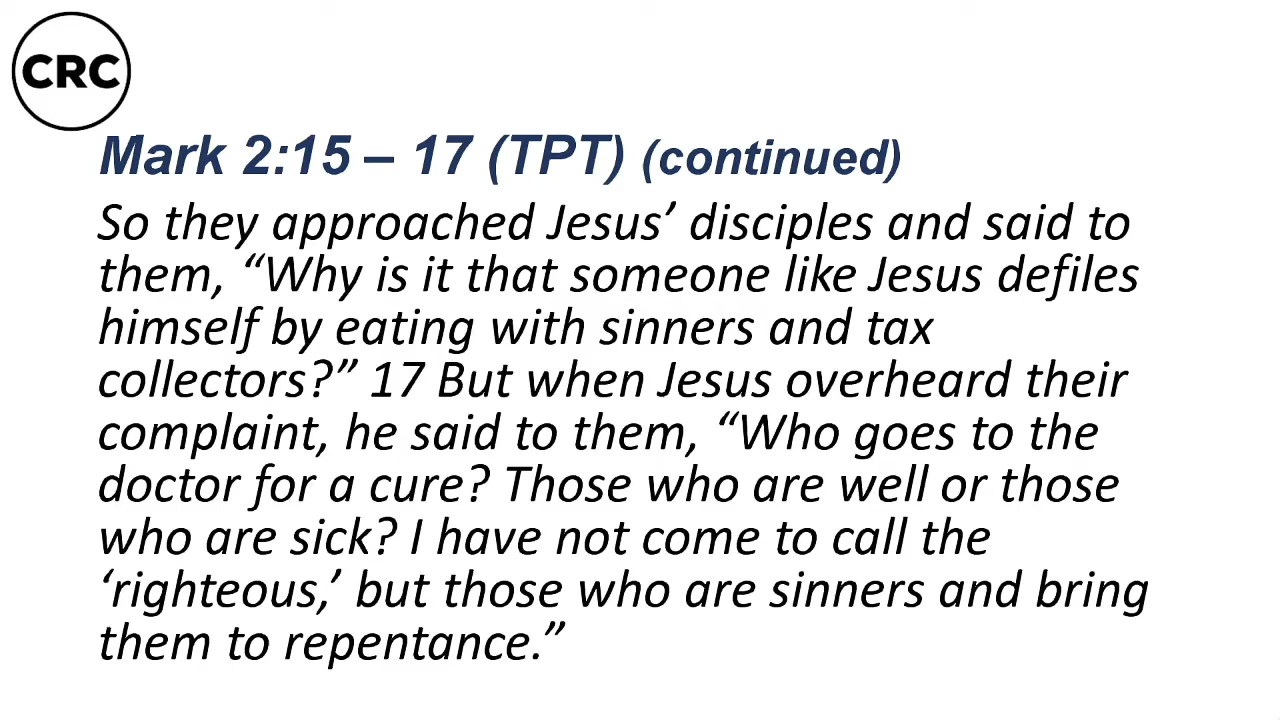 CRC
Mark 2:15 – 17 (TPT) (continued)
So they approached Jesus’ disciples and said to
them, “Why is it that someone like Jesus defiles
himself by eating with sinners and tax
collectors?” 17 But when Jesus overheard their
complaint, he said to them, “Who goes to the
doctor for a cure? Those who are well or those
who are sick? I have not come to call the
‘righteous,’ but those who are sinners and bring
them to repentance.”